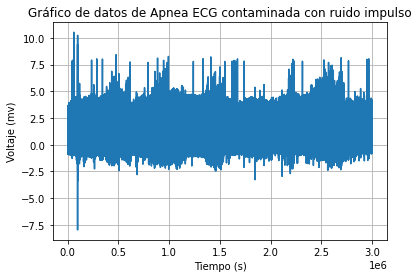 Gráfico de datos de Apnea ECG contaminada con ruido impulso
10.0
7.5
5.0
2.5
0.0
−2.5
−5.0
−7.5
Voltaje (mv)
0.0 0.5 1.0 1.5 2.0 2.5 3.0
1e6
Tiempo (s)